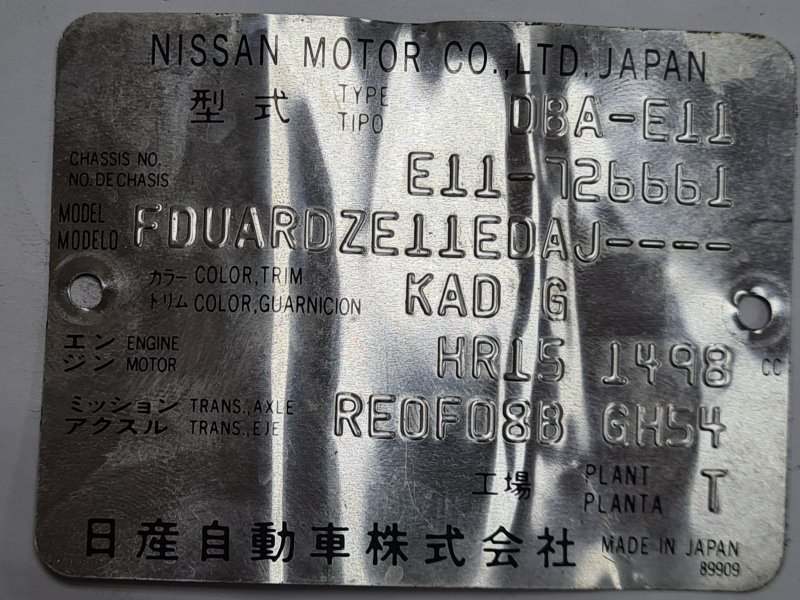 NISSAN MOTOR CO.,LTD. JAPAN
型式 TYPE TIPO DBA-E11
CHASSIS NO. NO. DE CHASIS E11-726661
MODEL MODELO FDUARDZE11EDAJ----
カラー トリム COLOR,TRIM COLOR,GUARNICION KAD G
エンジン ENGINE MOTOR HR15 1498 CC
ミッション アクスル TRANS.,AXLE TRANS.,EJE RE0F08B GH54
工場 PLANT PLANTA T
日産自動車株式会社 MADE IN JAPAN
89909